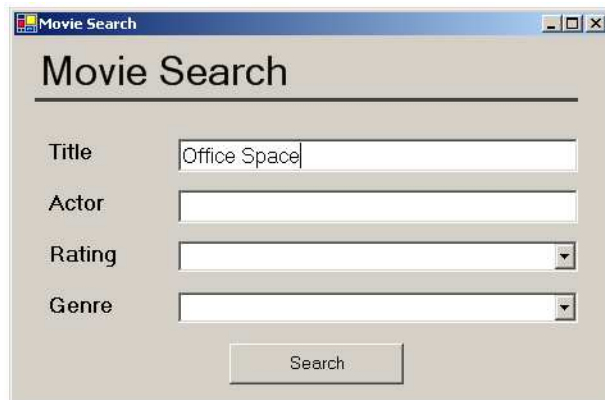 Movie Search
Movie Search
Title
Office Space
Actor
Rating
Genre
Search